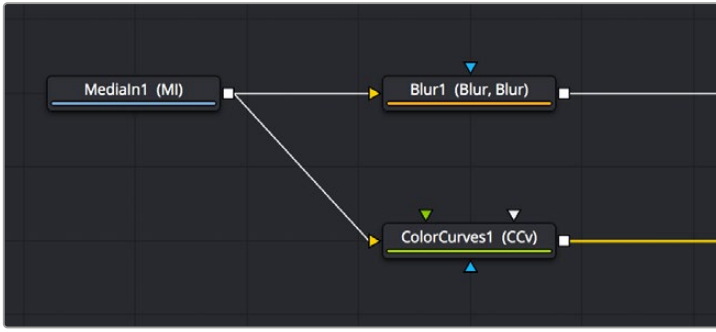 MediaIn1 (MI)
Blur1 (Blur, Blur)
ColorCurves1 (CCv)